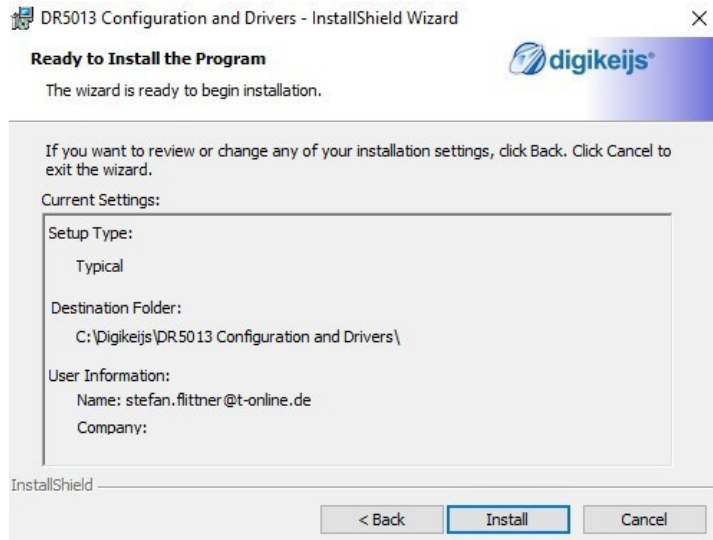 DR5013 Configuration and Drivers - InstallShield Wizard
Ready to Install the Program
digikeijs®
The wizard is ready to begin installation.
If you want to review or change any of your installation settings, click Back. Click Cancel to
exit the wizard.
Current Settings:
Setup Type:
Typical
Destination Folder:
C:\Digikeijs\DR5013 Configuration and Drivers\
User Information:
Name: stefan.flittner@t-online.de
Company:
InstallShield
< Back
Install
Cancel